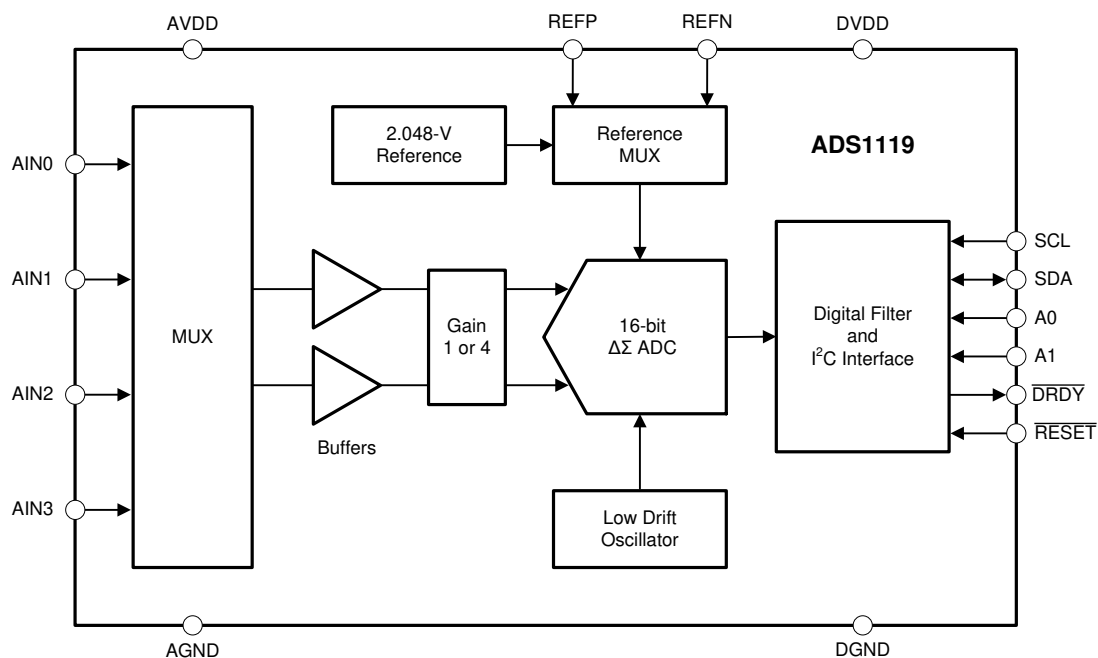 AVDD
REFP
REFN
DVDD
2.048-V
Reference
Reference
MUX
ADS1119
AIN0
AIN1
AIN2
AIN3
MUX
Buffers
Gain
1 or 4
16-bit
ΔΣ ADC
Low Drift
Oscillator
Digital Filter
and
I²C Interface
SCL
SDA
A0
A1
D̅R̅D̅Y̅
R̅E̅S̅E̅T̅
AGND
DGND